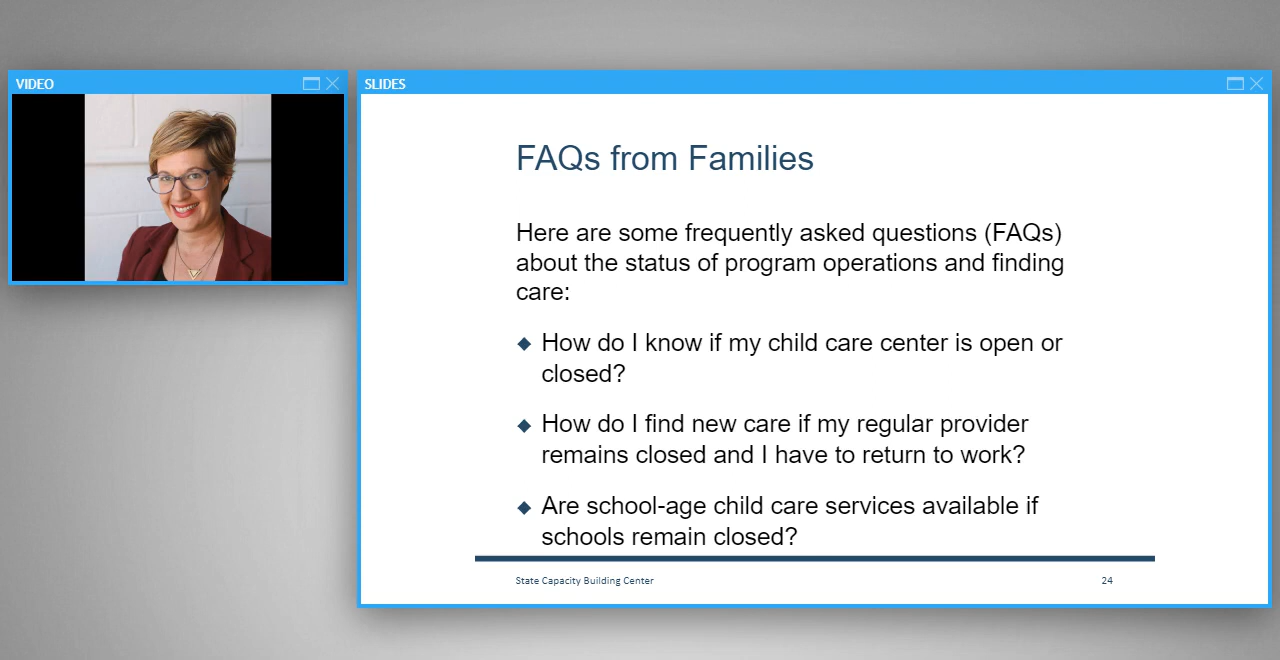 VIDEO
SLIDES
FAQs from Families
Here are some frequently asked questions (FAQs)
about the status of program operations and finding
care:
◆ How do I know if my child care center is open or
closed?
◆ How do I find new care if my regular provider
remains closed and I have to return to work?
◆ Are school-age child care services available if
schools remain closed?
State Capacity Building Center
24